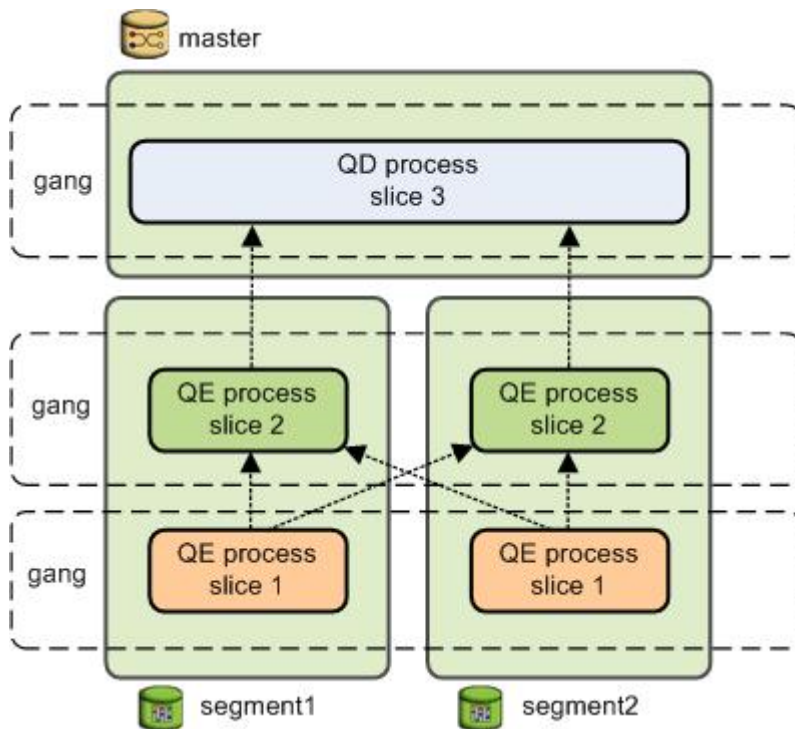 master
gang
QD process
slice 3
gang
QE process
slice 2
QE process
slice 2
gang
QE process
slice 1
QE process
slice 1
segment1
segment2